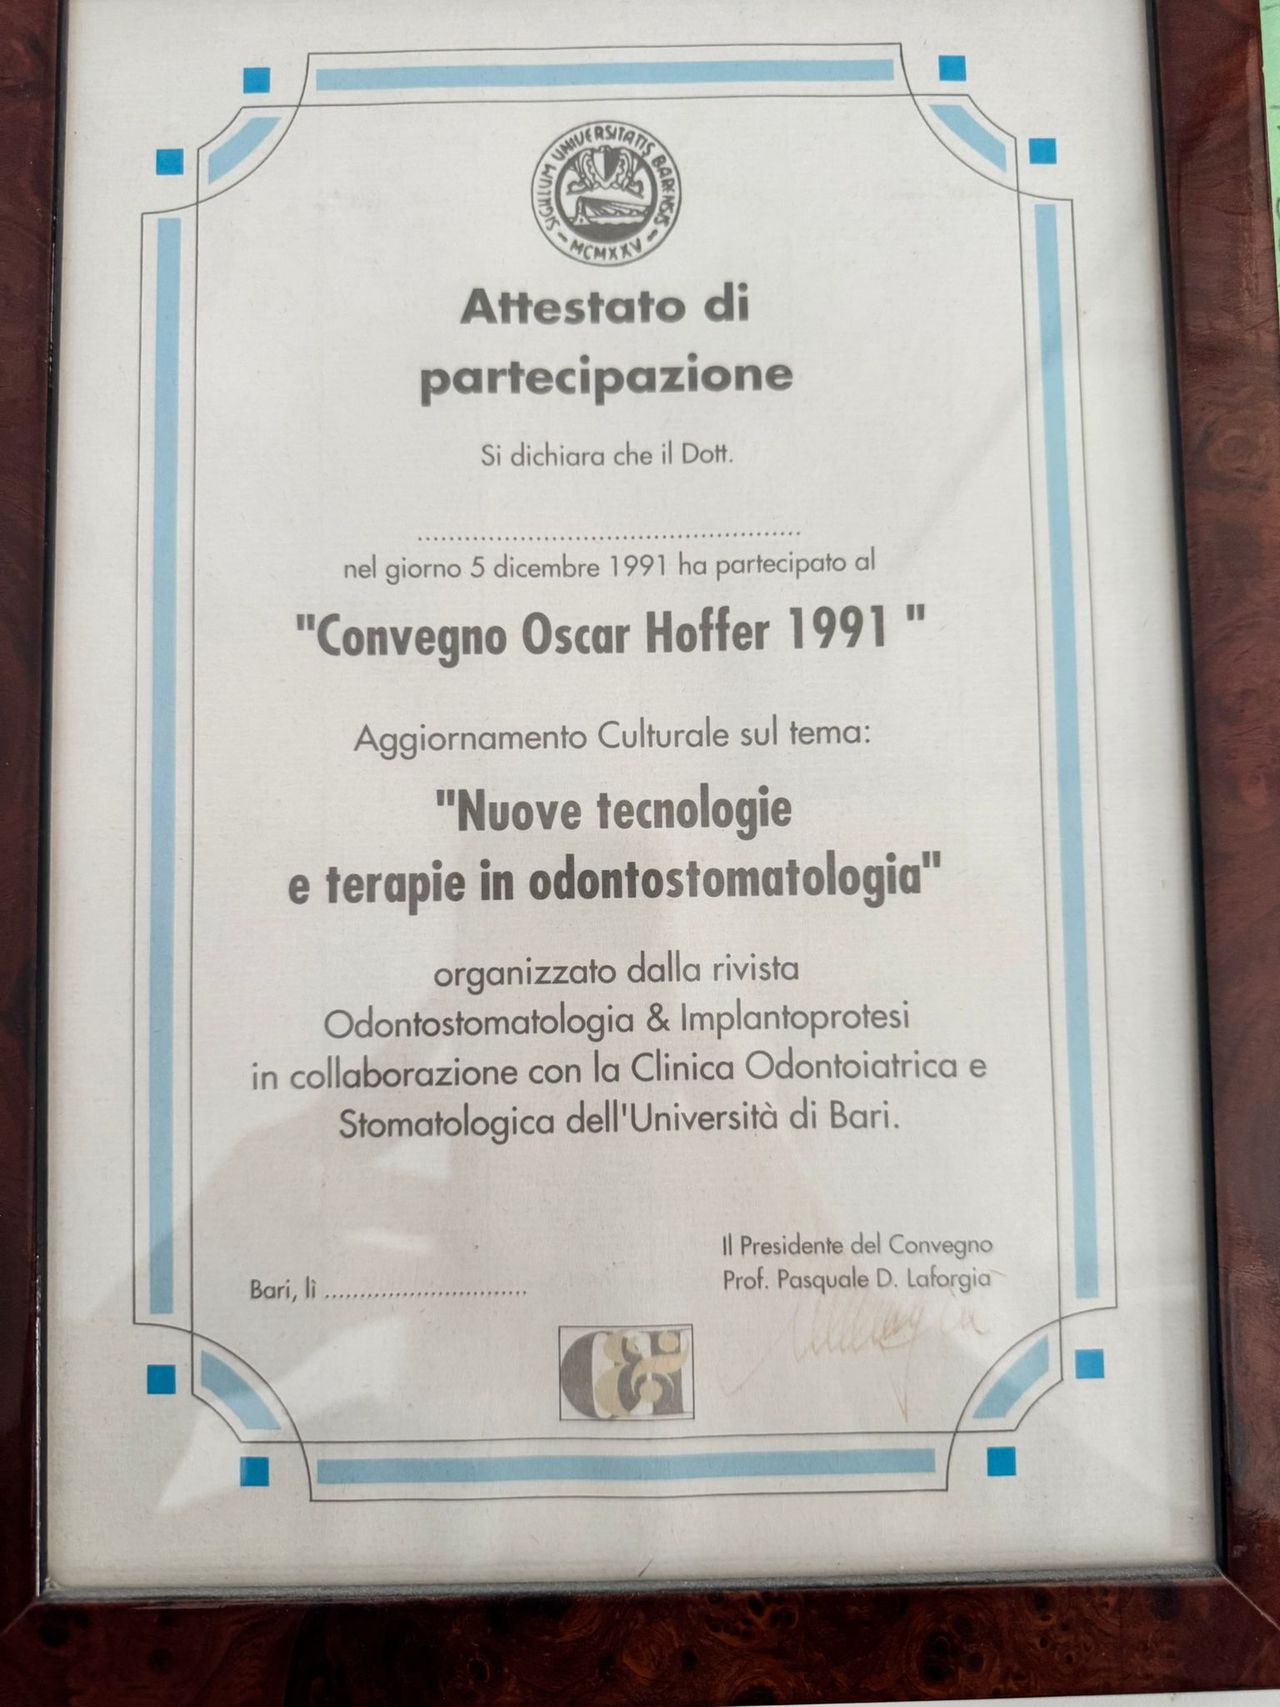 SIGILLUM UNIVERSITATIS BARENSIS
MCMXXV
Attestato di
partecipazione
Si dichiara che il Dott.
..................................................
nel giorno 5 dicembre 1991 ha partecipato al
"Convegno Oscar Hoffer 1991 "
Aggiornamento Culturale sul tema:
"Nuove tecnologie
e terapie in odontostomatologia"
organizzato dalla rivista
Odontostomatologia & Implantoprotesi
in collaborazione con la Clinica Odontoiatrica e
Stomatologica dell'Università di Bari.
Il Presidente del Convegno
Prof. Pasquale D. Laforgia
Bari, lì .............................